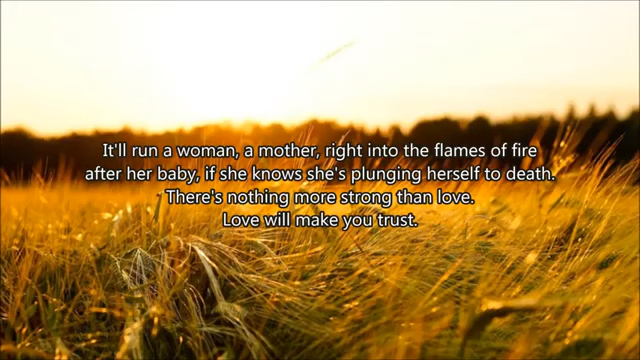 It'll run a woman, a mother, right into the flames of fire
after her baby, if she knows she's plunging herself to death.
There's nothing more strong than love.
Love will make you trust.